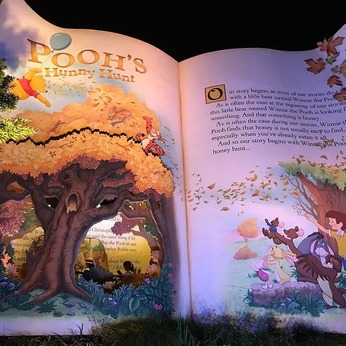 POOH'S
Hunny Hunt
Our story begins, as most of our stories do,
with a little bear named Winnie the Pooh.
As is often the case at the beginning of our stories,
this little bear named Winnie the Pooh is looking for
something. And that something is honey.
As is often the case during our stories, Winnie the
Pooh finds that honey is not usually easy to find,
especially when you've already eaten it all.
And so our story begins with Winnie the
honey hunt...